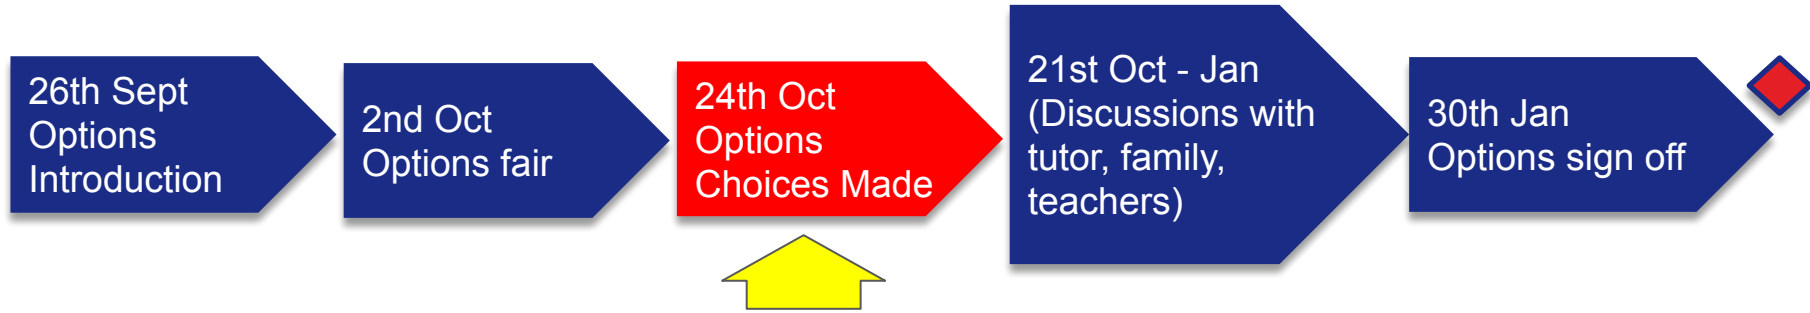 26th Sept
Options
Introduction
2nd Oct
Options fair
24th Oct
Options
Choices Made
21st Oct - Jan
(Discussions with
tutor, family,
teachers)
30th Jan
Options sign off